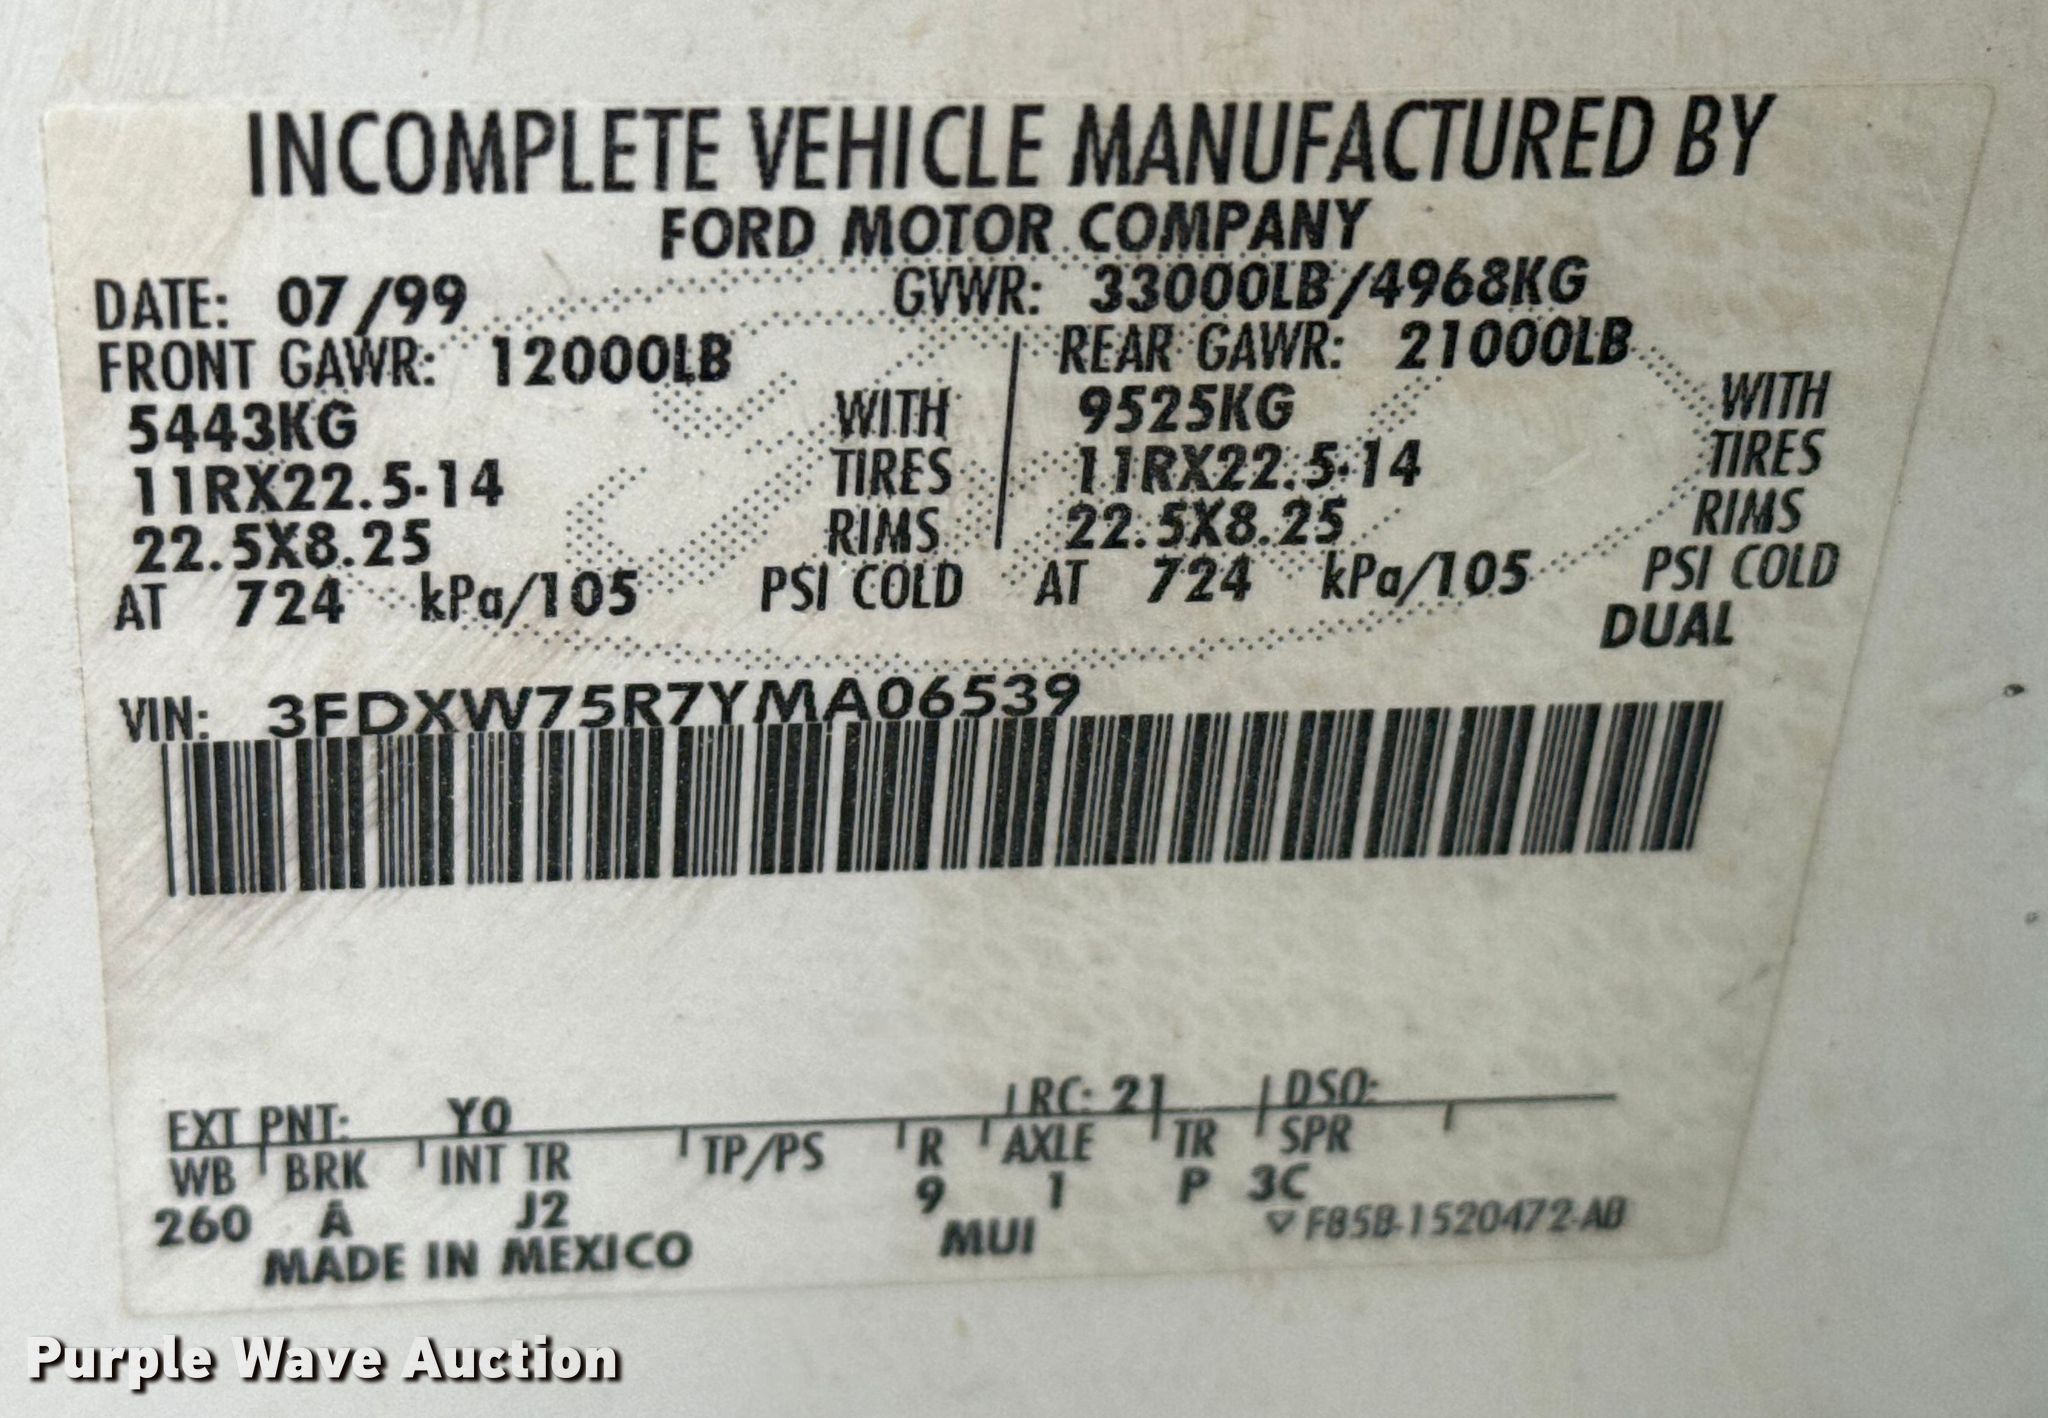 INCOMPLETE VEHICLE MANUFACTURED BY
FORD MOTOR COMPANY
DATE: 07/99 GVWR: 33000LB/4968KG
FRONT GAWR: 12000LB REAR GAWR: 21000LB
5443KG WITH 9525KG WITH
11RX22.5-14 TIRES 11RX22.5-14 TIRES
22.5X8.25 RIMS 22.5X8.25 RIMS
AT 724 kPa/105 PSI COLD AT 724 kPa/105 PSI COLD
DUAL
VIN: 3FDXW75R7YMA06539
EXT PNT: YO RC: 21 DSO:
WB BRK INT TR TP/PS R AXLE TR SPR
260 A J2 9 1 P 3C
MADE IN MEXICO MUI F85B-1520472-AB
Purple Wave Auction